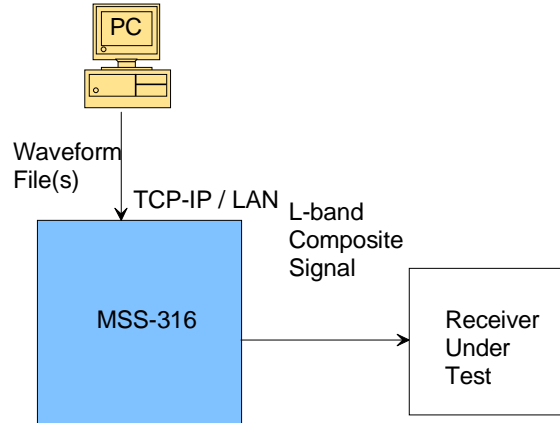 PC
Waveform
File(s)
TCP-IP / LAN
L-band
Composite
Signal
MSS-316
Receiver
Under
Test